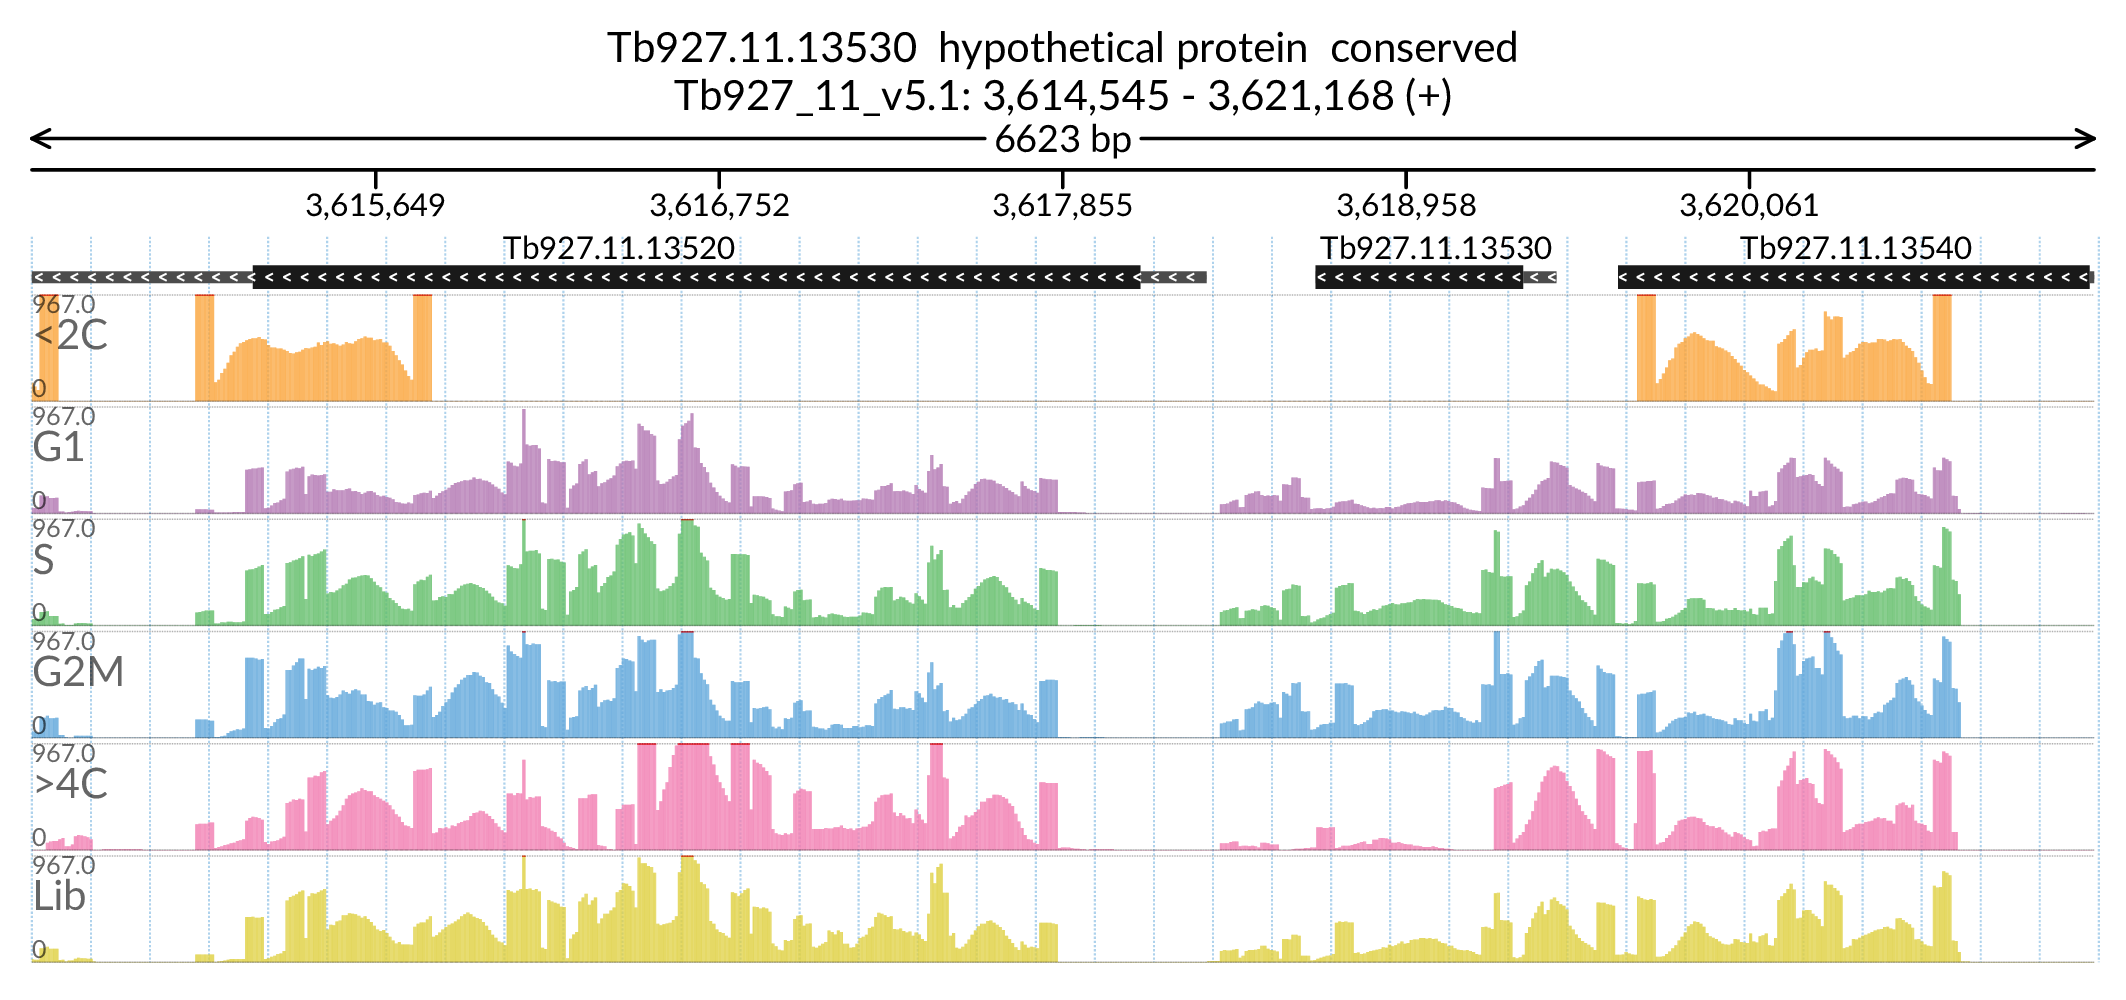 Tb927.11.13530 hypothetical protein conserved
Tb927_11_v5.1: 3,614,545 - 3,621,168 (+)
6623 bp
3,615,649 3,616,752 3,617,855 3,618,958 3,620,061
Tb927.11.13520 Tb927.11.13530 Tb927.11.13540
967.0
<2C
0
967.0
G1
0
967.0
S
0
967.0
G2M
0
967.0
>4C
0
967.0
Lib
0